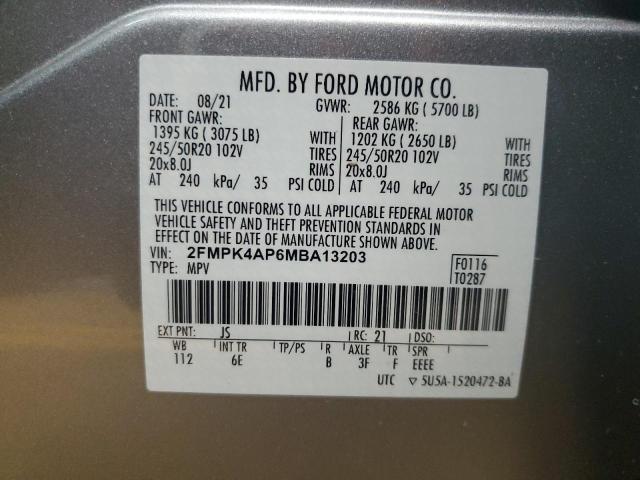 MFD. BY FORD MOTOR CO.
DATE: 08/21 GVWR: 2586 KG ( 5700 LB)
FRONT GAWR: REAR GAWR:
1395 KG ( 3075 LB) WITH 1202 KG ( 2650 LB) WITH
245/50R20 102V TIRES 245/50R20 102V TIRES
20x8.0J RIMS 20x8.0J RIMS
AT 240 kPa/ 35 PSI COLD AT 240 kPa/ 35 PSI COLD
THIS VEHICLE CONFORMS TO ALL APPLICABLE FEDERAL MOTOR
VEHICLE SAFETY AND THEFT PREVENTION STANDARDS IN
EFFECT ON THE DATE OF MANUFACTURE SHOWN ABOVE.
VIN: 2FMPK4AP6MBA13203
TYPE: MPV
F0116
T0287
EXT PNT: JS RC: 21 DSO:
WB INT TR TP/PS R AXLE TR SPR
112 6E B 3F F EEEE
UTC ▽ 5U5A-1520472-BA